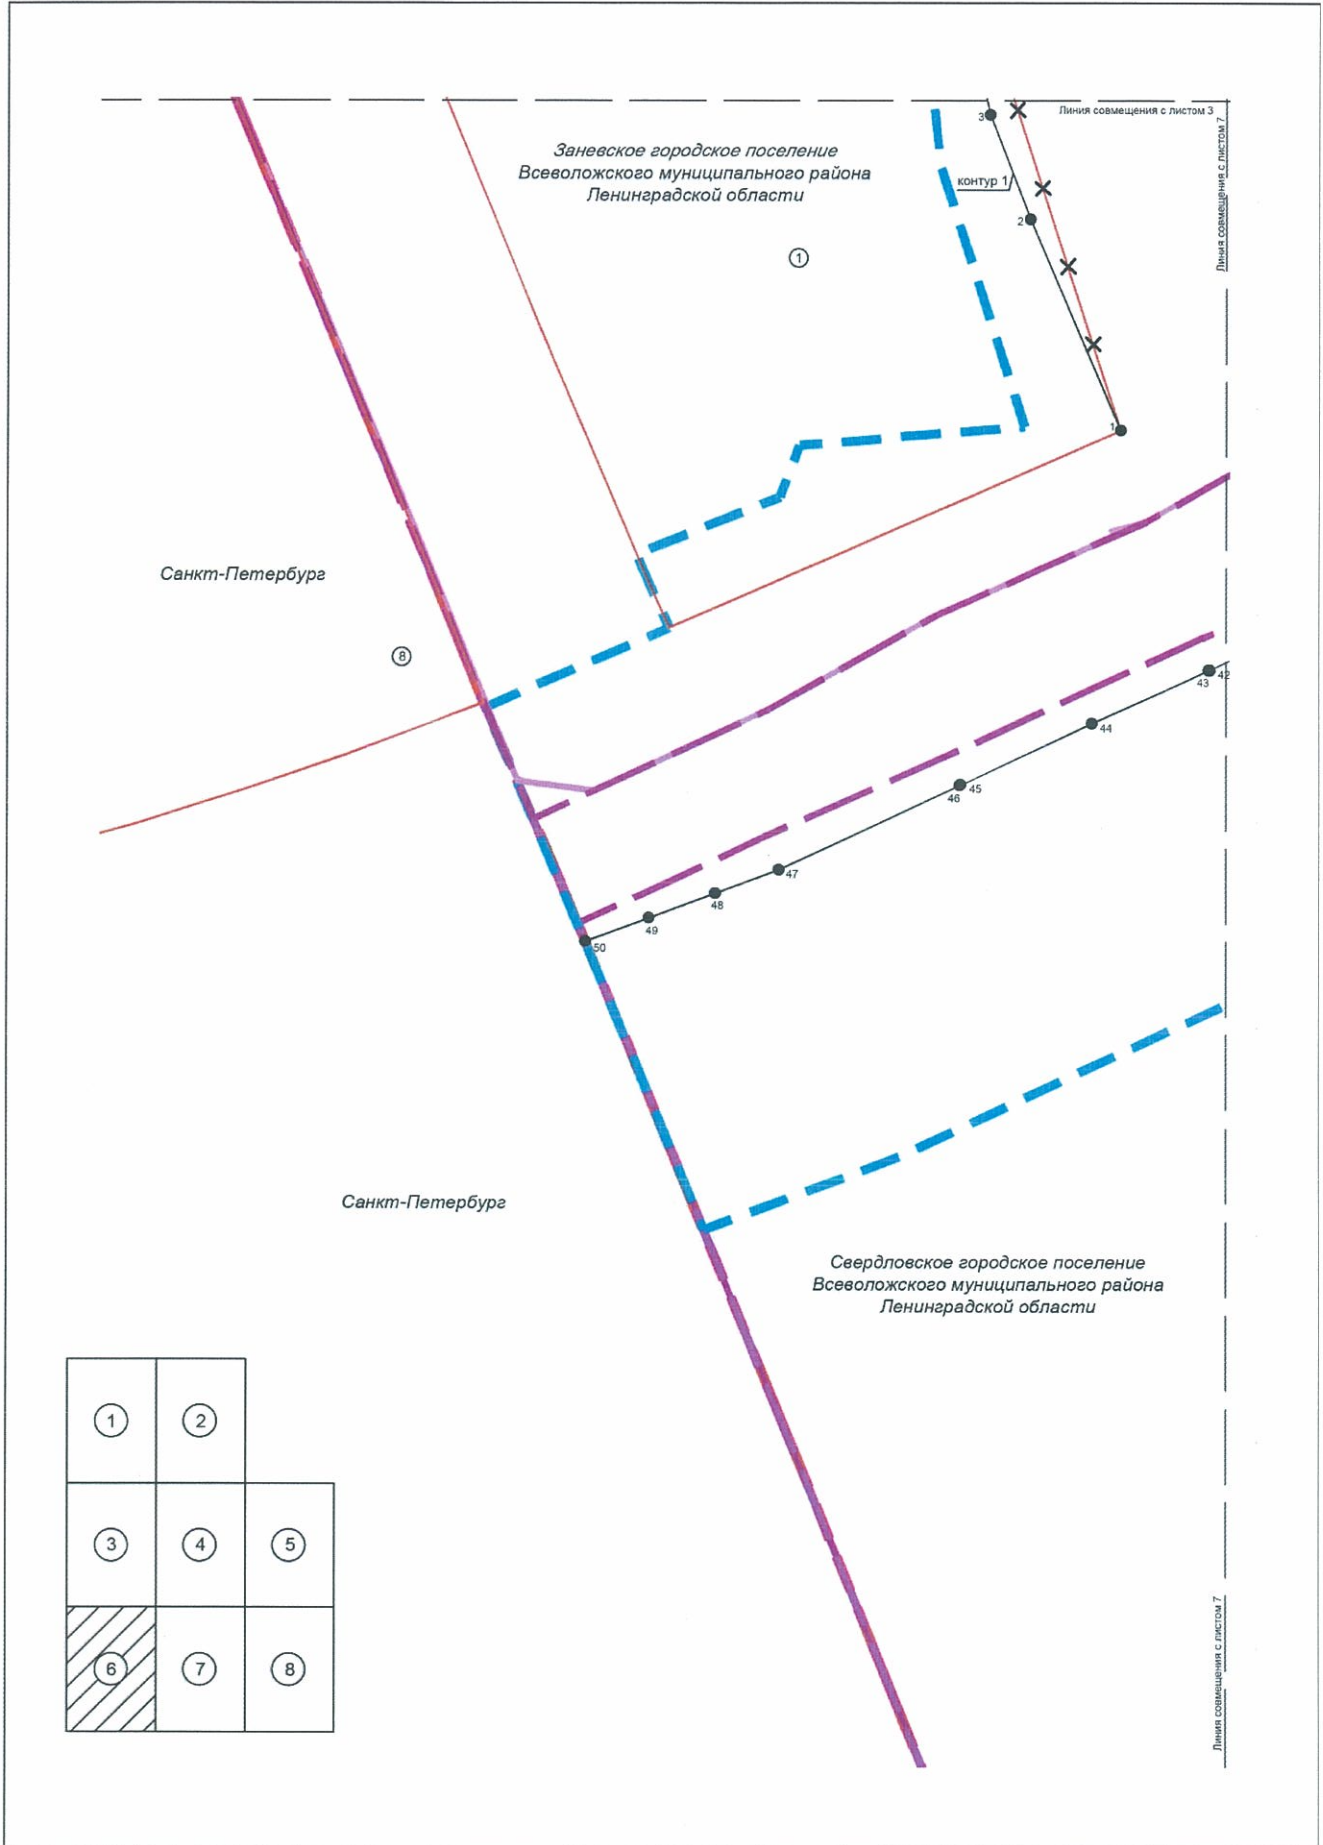 Линия совмещения с листом 3
Линия совмещения с листом 7
Заневское городское поселение
Всеволожского муниципального района
Ленинградской области
3
контур 1
2
1
1
Санкт-Петербург
8
43
42
44
46
45
47
48
49
50
Санкт-Петербург
Свердловское городское поселение
Всеволожского муниципального района
Ленинградской области
1
2
3
4
5
6
7
8
Линия совмещения с листом 7